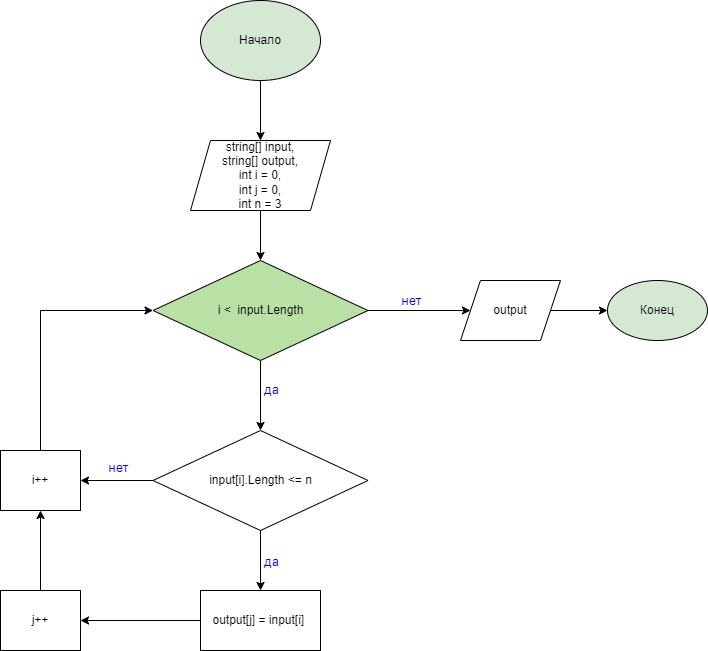 Начало
string[] input,
string[] output,
int i = 0,
int j = 0,
int n = 3
i < input.Length
нет
output
Конец
да
input[i].Length <= n
нет
i++
да
output[j] = input[i]
j++